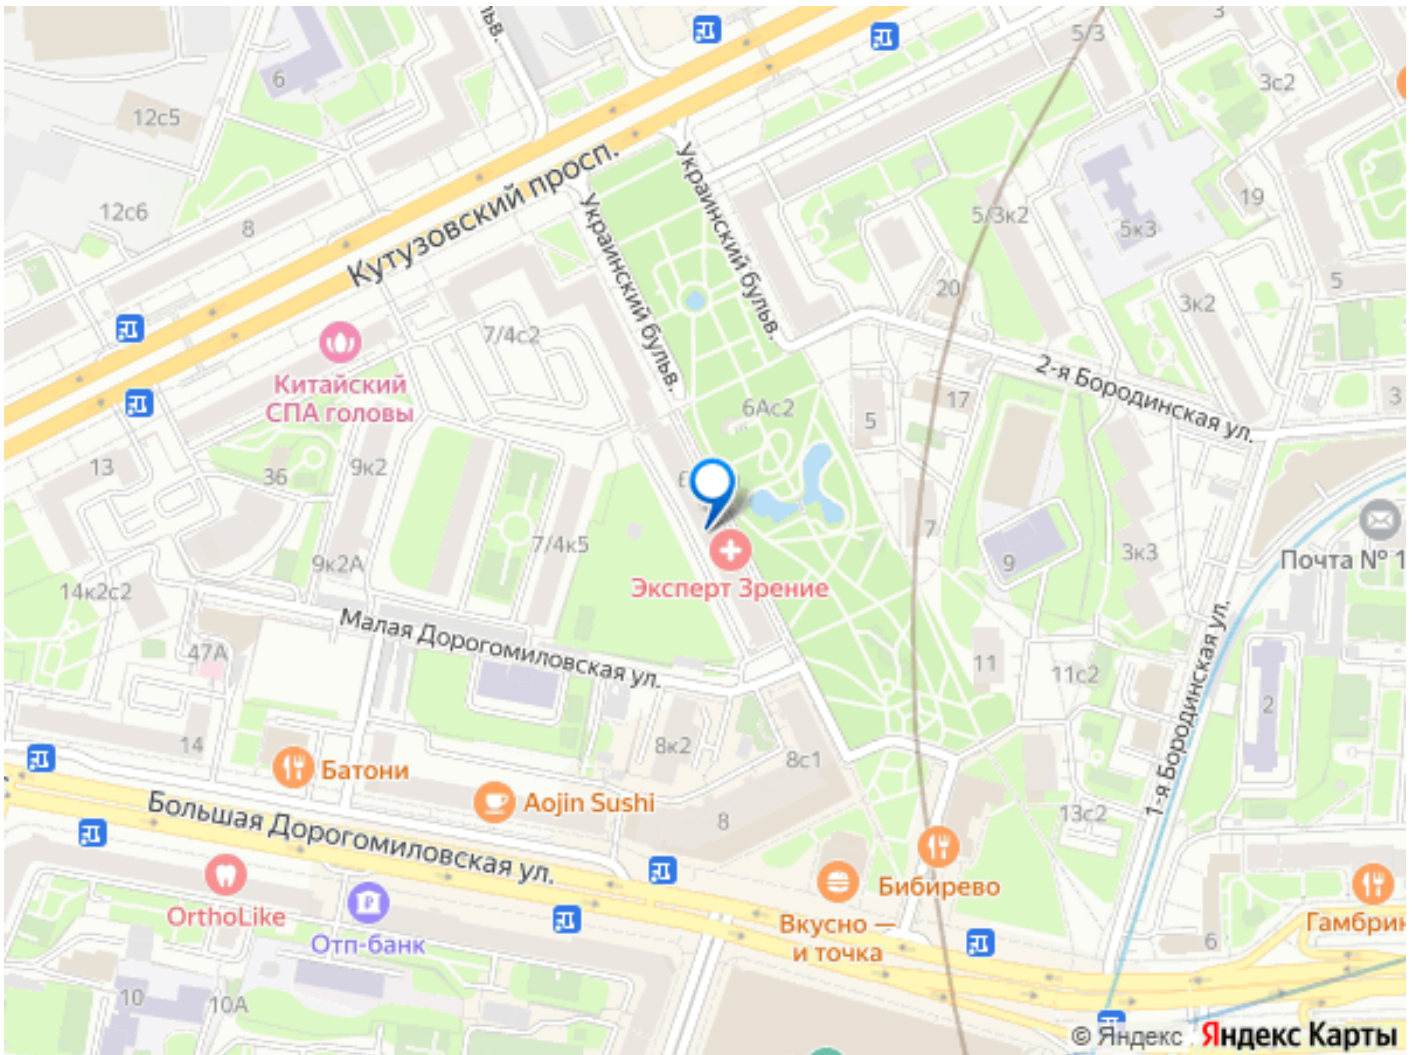 5/3
3
6
3с2
12с5
Кутузовский просп.
Украинский бульв.
Украинский бульв.
12с6
8
19
5/3к2
5к3
20
3к2
5
7/4с2
Китайский
СПА головы
2-я Бородинская ул.
17
3
6Ас2
5
13
36
9к2
7
7/4к5
9к2А
9
3к3
Почта № 1
Эксперт Зрение
14к2с2
Малая Дорогомиловская ул.
47А
11
11с2
1-я Бородинская ул.
2
14
8к2
8с1
Батони
Aojin Sushi
8
13с2
Большая Дорогомиловская ул.
Бибирево
OrthoLike
Вкусно —
и точка
Гамбрин
Отп-банк
6
10
10А
© Яндекс Яндекс Карты